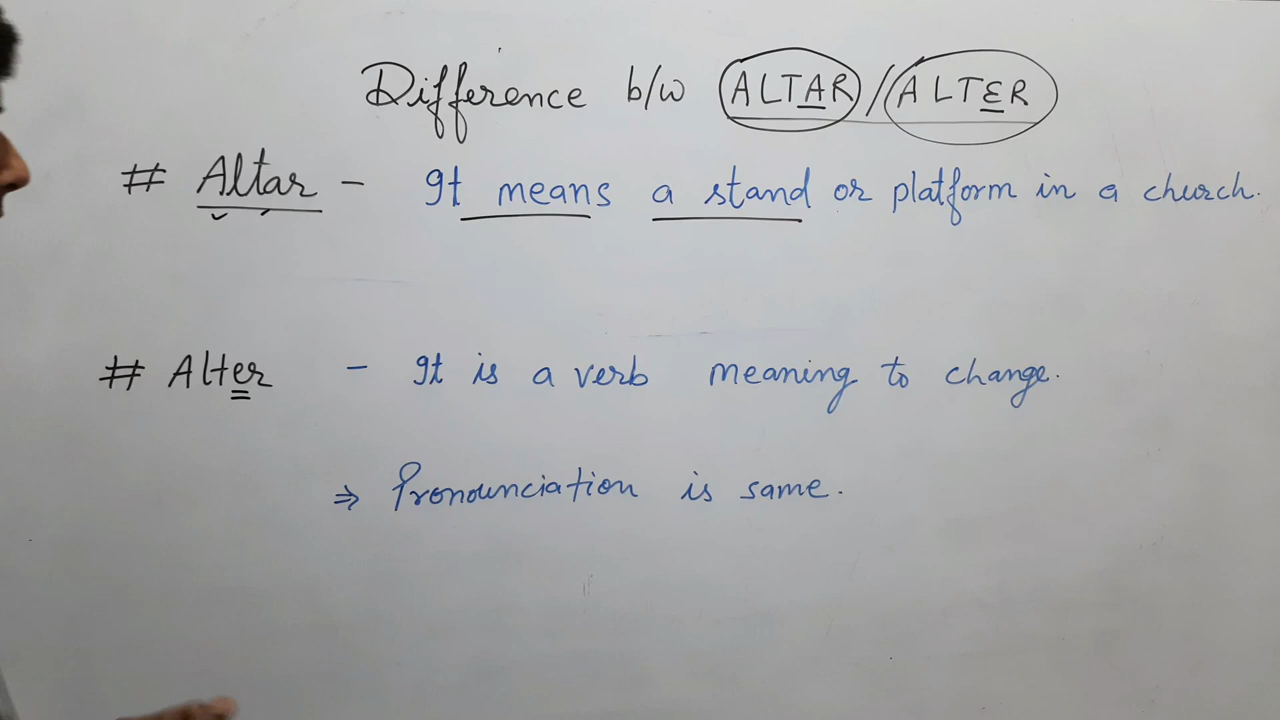 Difference b/w ALTAR / ALTER
# Altar - It means a stand or platform in a church.
# Alter - It is a verb meaning to change.
⇒ Pronounciation is same.